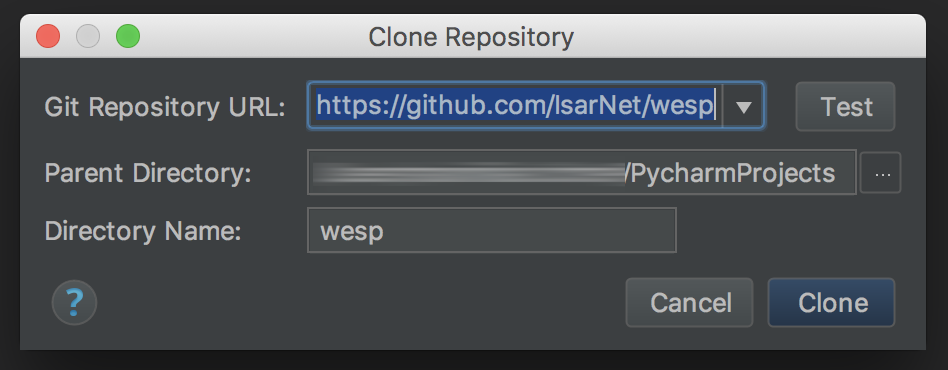 Clone Repository
Git Repository URL: https://github.com/IsarNet/wesp Test
Parent Directory: /PycharmProjects ...
Directory Name: wesp
? Cancel Clone